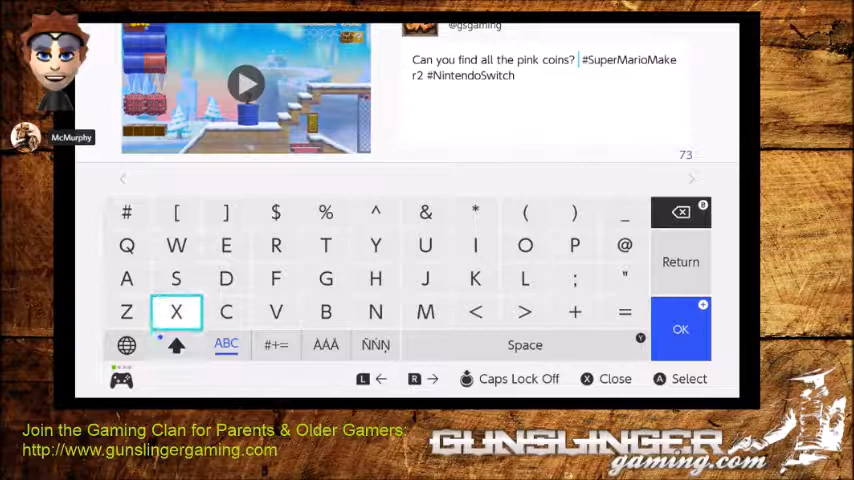 @gsgaming
Can you find all the pink coins? #SuperMarioMake
r2 #NintendoSwitch
McMurphy
73
# [ ] $ % ^ & * ( ) _ B
Q W E R T Y U I O P @
Return
A S D F G H J K L ; "
Z X C V B N M < > + = +
OK
ABC #+= ÀÁÂ ÑŃŅ Space Y
L ← R → Caps Lock Off X Close A Select
Join the Gaming Clan for Parents & Older Gamers:
http://www.gunslingergaming.com
GUNSLINGER
gaming.com